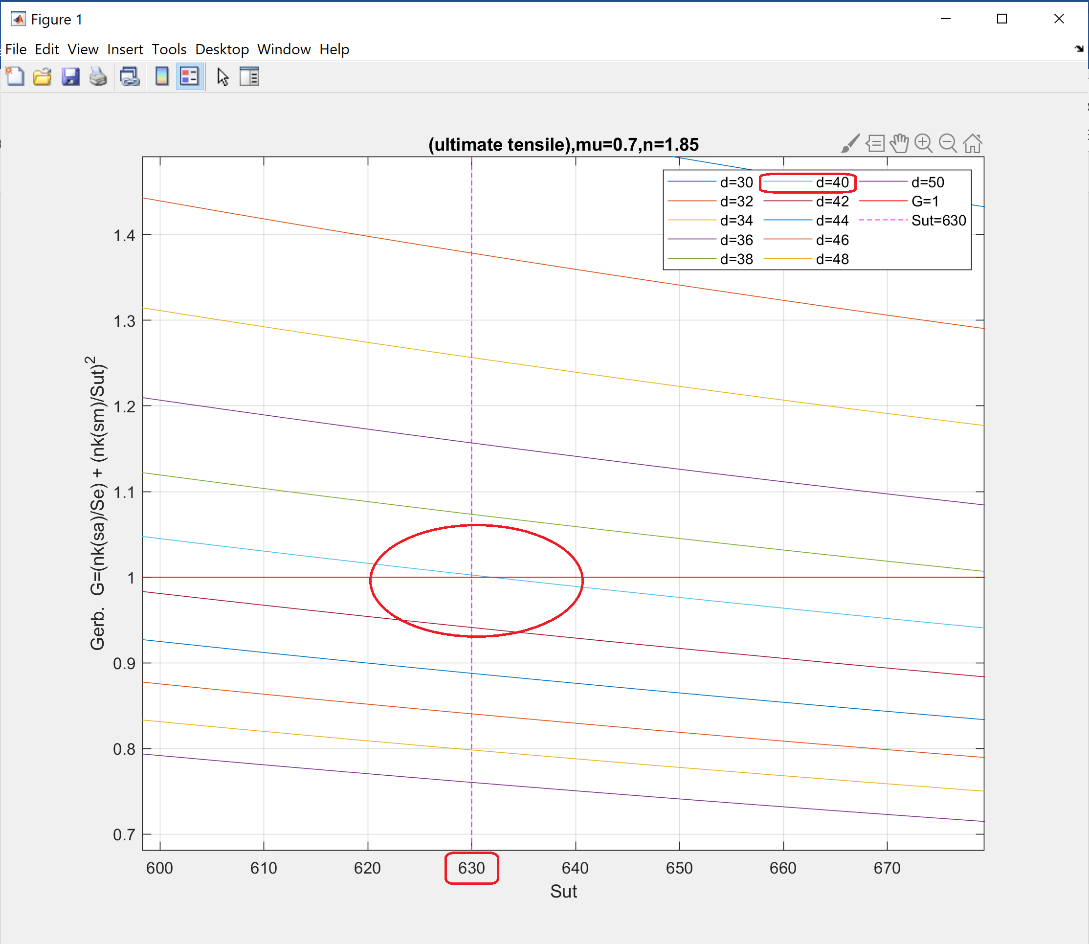 Figure 1
File Edit View Insert Tools Desktop Window Help
(ultimate tensile),mu=0.7,n=1.85
d=30 d=40 d=50
d=32 d=42 G=1
d=34 d=44 Sut=630
d=36 d=46
d=38 d=48
1.4
1.3
1.2
1.1
1
0.9
0.8
0.7
Gerb.  G=(nk(sa)/Se) + (nk(sm)/Sut)²
600 610 620 630 640 650 660 670
Sut